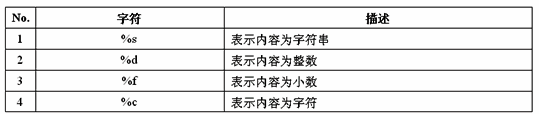 No. 字符 描述
1 %s 表示内容为字符串
2 %d 表示内容为整数
3 %f 表示内容为小数
4 %c 表示内容为字符